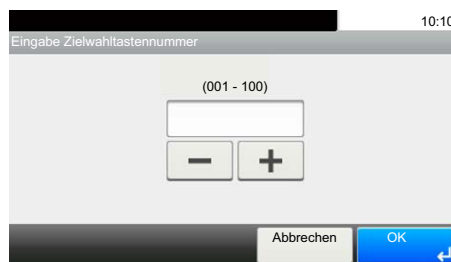 10:10
Eingabe Zielwahltastennummer
(001 - 100)
Abbrechen
OK